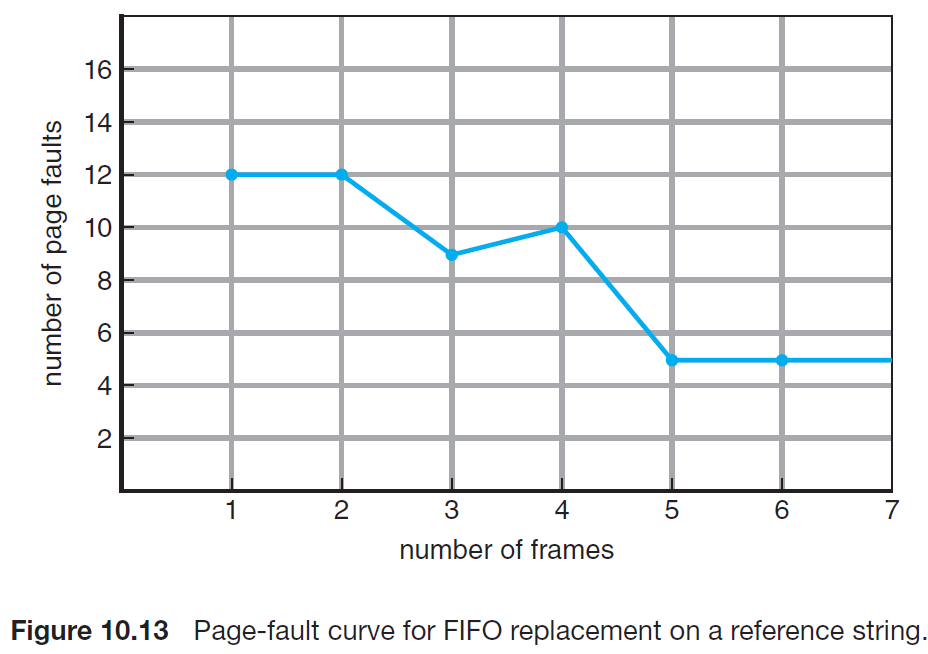 16
14
12
10
8
6
4
2
number of page faults
1 2 3 4 5 6 7
number of frames
Figure 10.13 Page-fault curve for FIFO replacement on a reference string.